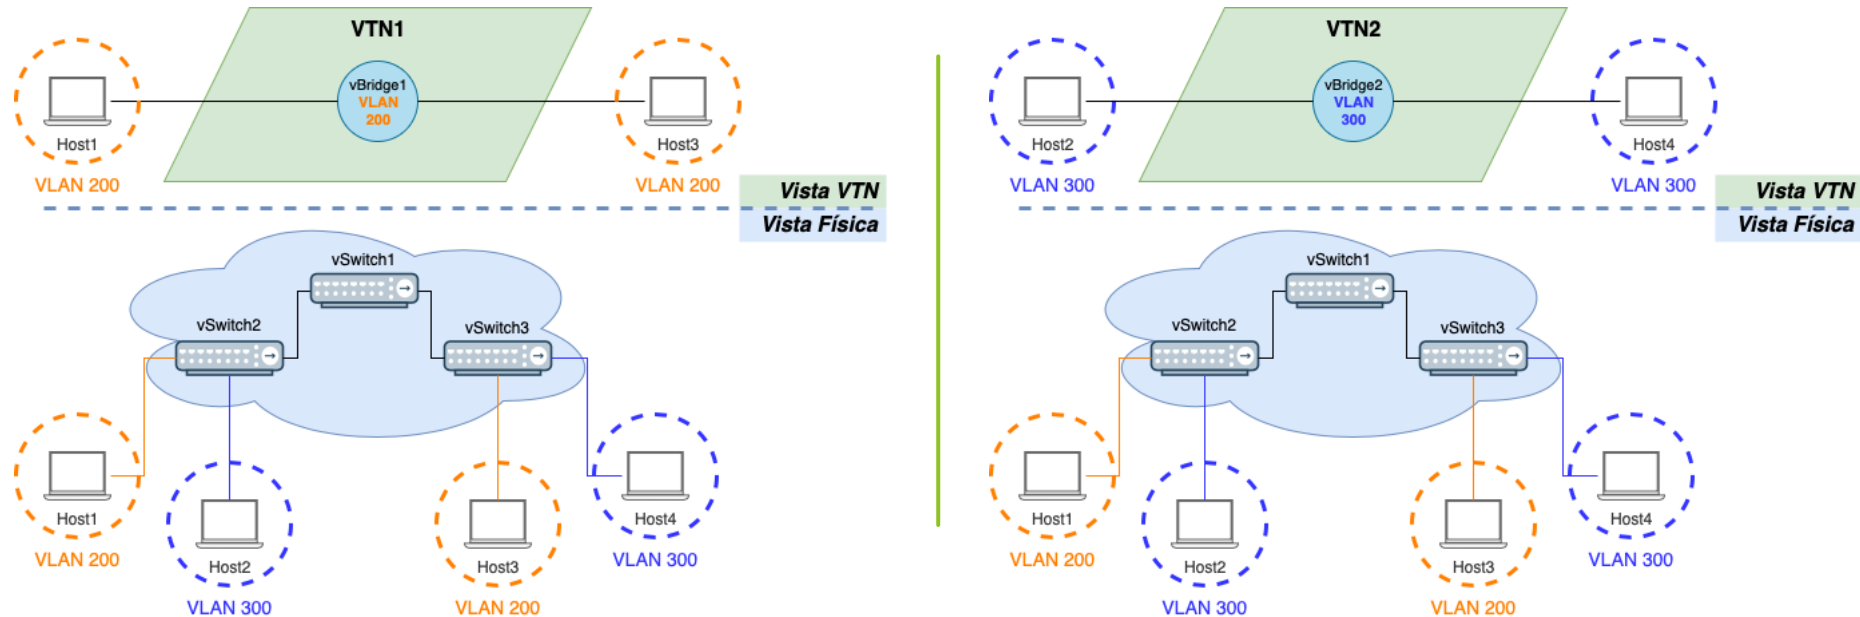 VTN1
vBridge1
VLAN
200
Host1
Host3
VLAN 200
VLAN 200
Vista VTN
Vista Física
vSwitch1
vSwitch2
vSwitch3
Host1
VLAN 200
Host2
VLAN 300
Host3
VLAN 200
Host4
VLAN 300
VTN2
vBridge2
VLAN
300
Host2
Host4
VLAN 300
VLAN 300
Vista VTN
Vista Física
vSwitch1
vSwitch2
vSwitch3
Host1
VLAN 200
Host2
VLAN 300
Host3
VLAN 200
Host4
VLAN 300